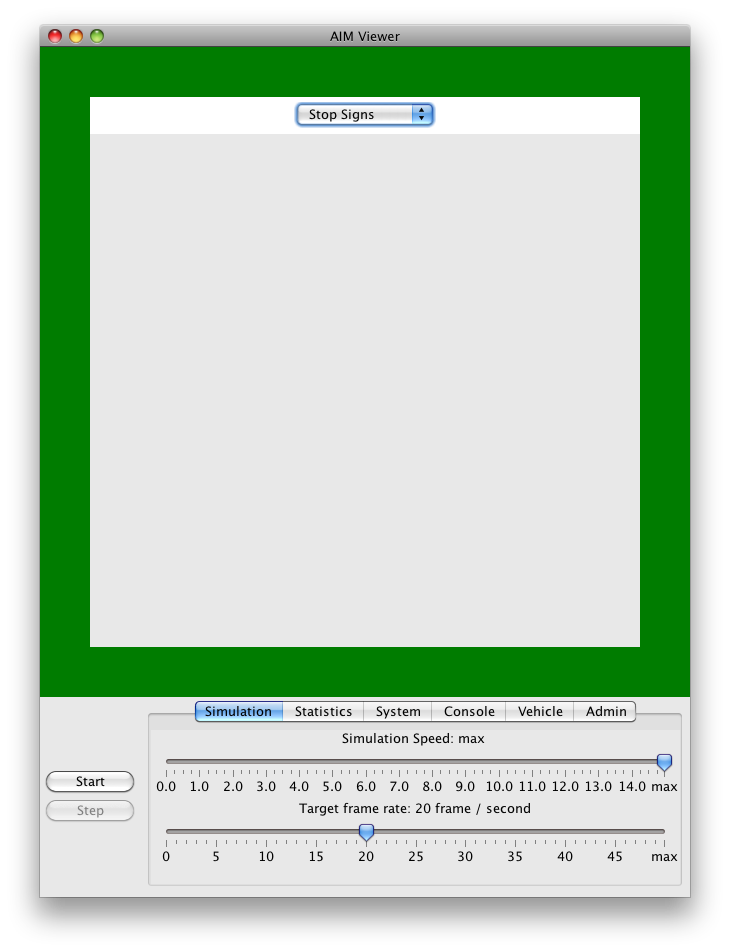 AIM Viewer
Stop Signs
Simulation Statistics System Console Vehicle Admin
Simulation Speed: max
0.0 1.0 2.0 3.0 4.0 5.0 6.0 7.0 8.0 9.0 10.0 11.0 12.0 13.0 14.0 max
Start
Target frame rate: 20 frame / second
Step
0 5 10 15 20 25 30 35 40 45 max